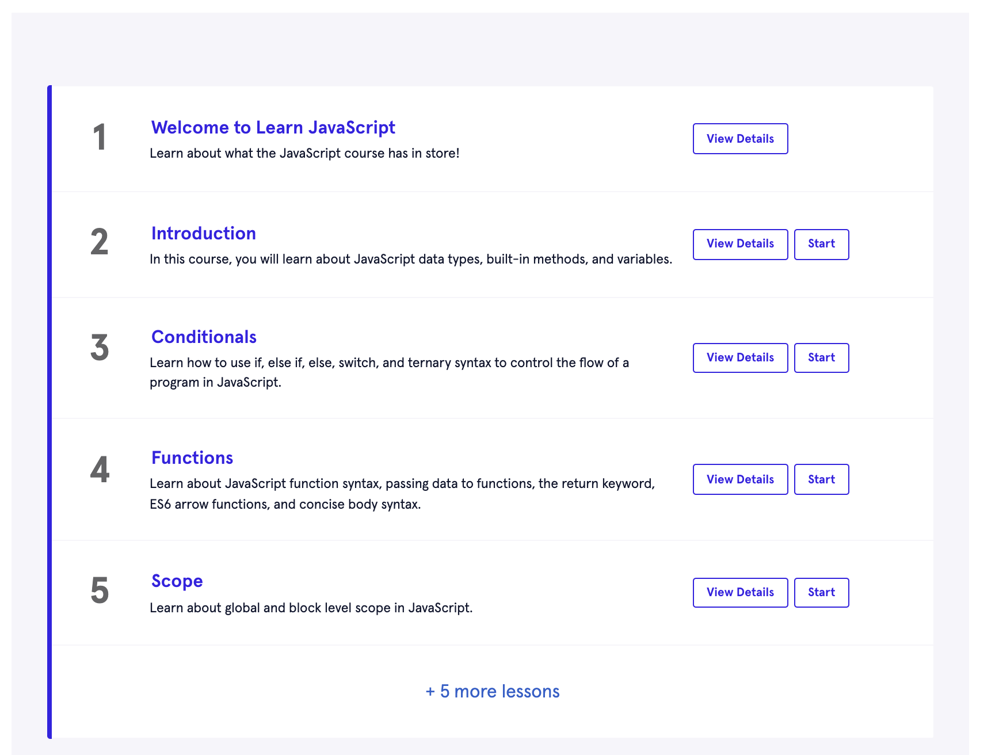 1
Welcome to Learn JavaScript
Learn about what the JavaScript course has in store!
View Details
2
Introduction
In this course, you will learn about JavaScript data types, built-in methods, and variables.
View Details
Start
3
Conditionals
Learn how to use if, else if, else, switch, and ternary syntax to control the flow of a
program in JavaScript.
View Details
Start
4
Functions
Learn about JavaScript function syntax, passing data to functions, the return keyword,
ES6 arrow functions, and concise body syntax.
View Details
Start
5
Scope
Learn about global and block level scope in JavaScript.
View Details
Start
+ 5 more lessons